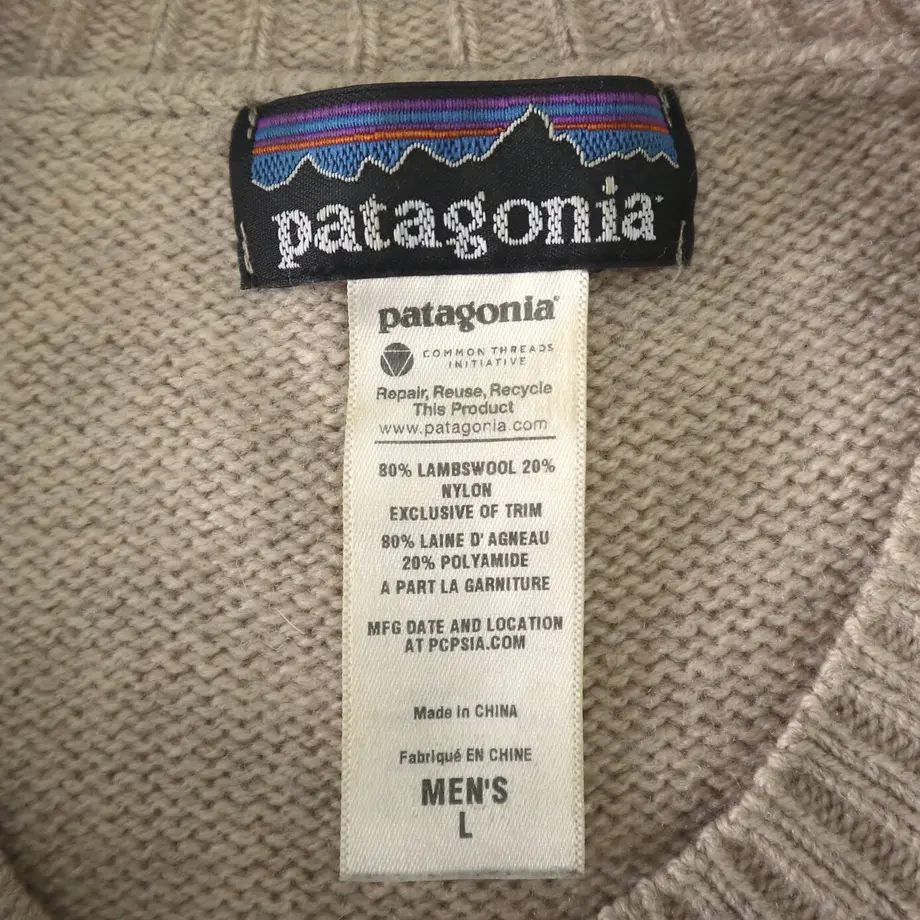 patagonia
patagonia®
COMMON THREADS
INITIATIVE
Repair, Reuse, Recycle
This Product
www.patagonia.com
80% LAMBSWOOL 20%
NYLON
EXCLUSIVE OF TRIM
80% LAINE D'AGNEAU
20% POLYAMIDE
A PART LA GARNITURE
MFG DATE AND LOCATION
AT PCPSIA.COM
Made in CHINA
Fabriqué EN CHINE
MEN'S
L